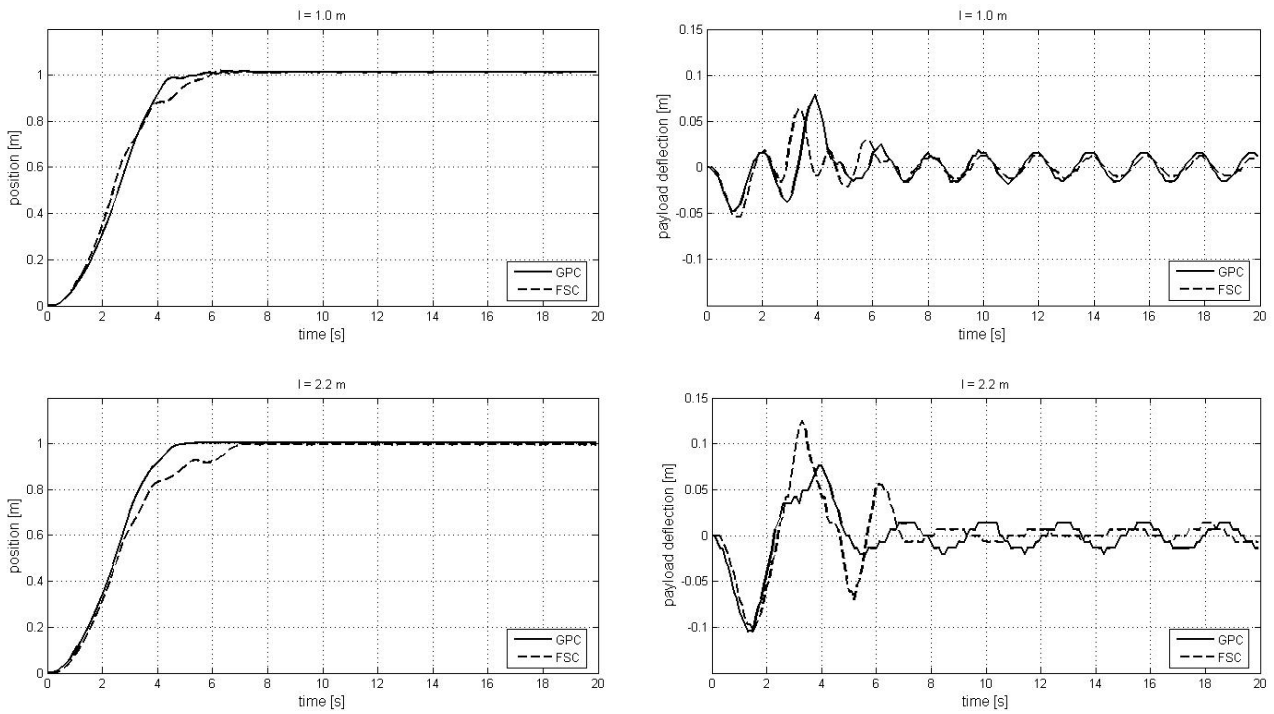 l = 1.0 m
position [m]
1
0.8
0.6
0.4
0.2
0
0 2 4 6 8 10 12 14 16 18 20
time [s]
GPC
FSC
l = 1.0 m
payload deflection [m]
0.15
0.1
0.05
0
-0.05
-0.1
0 2 4 6 8 10 12 14 16 18 20
time [s]
GPC
FSC
l = 2.2 m
position [m]
1
0.8
0.6
0.4
0.2
0
0 2 4 6 8 10 12 14 16 18 20
time [s]
GPC
FSC
l = 2.2 m
payload deflection [m]
0.15
0.1
0.05
0
-0.05
-0.1
0 2 4 6 8 10 12 14 16 18 20
time [s]
GPC
FSC